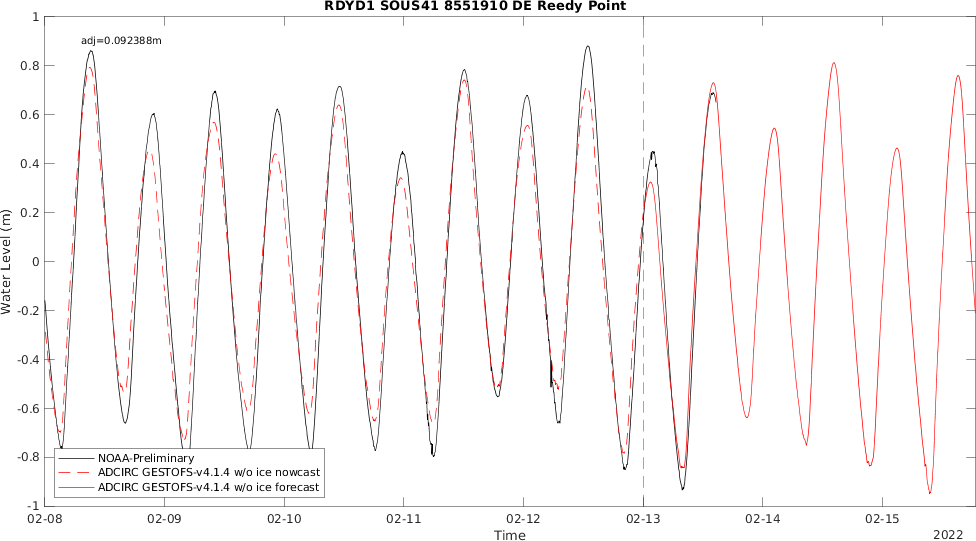 RDYD1 SOUS41 8551910 DE Reedy Point
adj=0.092388m
1
0.8
0.6
0.4
0.2
0
-0.2
-0.4
-0.6
-0.8
-1
Water Level (m)
NOAA-Preliminary
ADCIRC GESTOFS-v4.1.4 w/o ice nowcast
ADCIRC GESTOFS-v4.1.4 w/o ice forecast
02-08 02-09 02-10 02-11 02-12 02-13 02-14 02-15
Time
2022